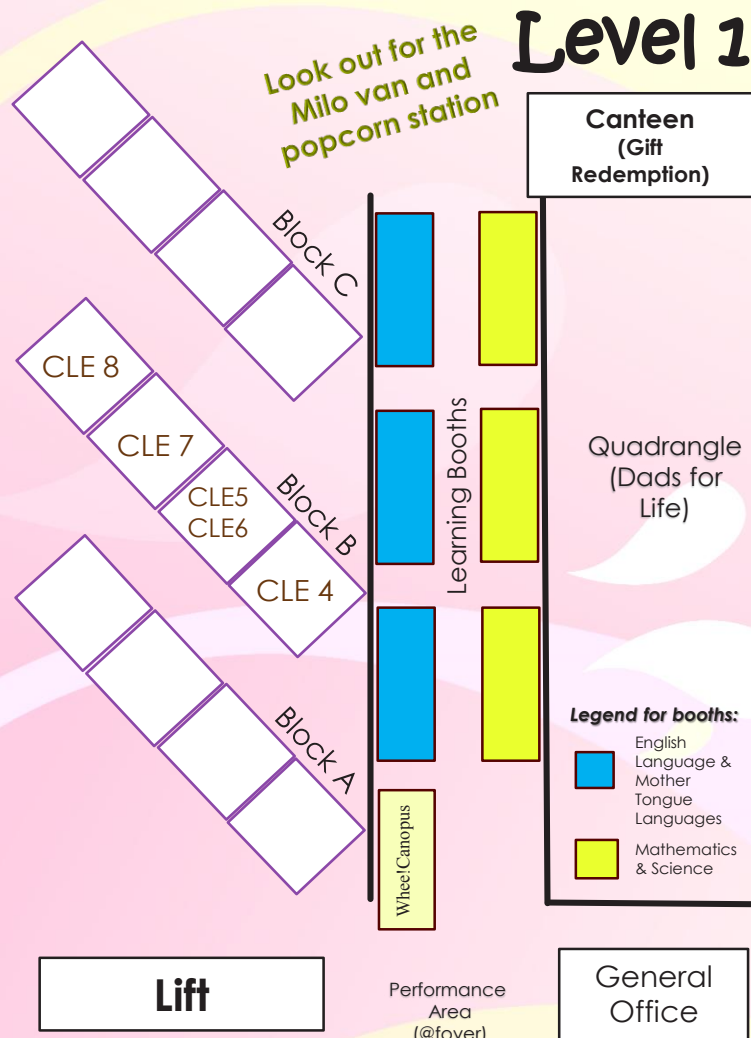 Level 1
Look out for the
Milo van and
popcorn station
Canteen
(Gift
Redemption)
Block C
CLE 8
CLE 7
CLE5
CLE6
CLE 4
Block B
Learning Booths
Quadrangle
(Dads for
Life)
Block A
Legend for booths:
English
Language &
Mother
Tongue
Languages
Mathematics
& Science
Whee!Canopus
Lift
Performance
Area
(@foyer)
General
Office